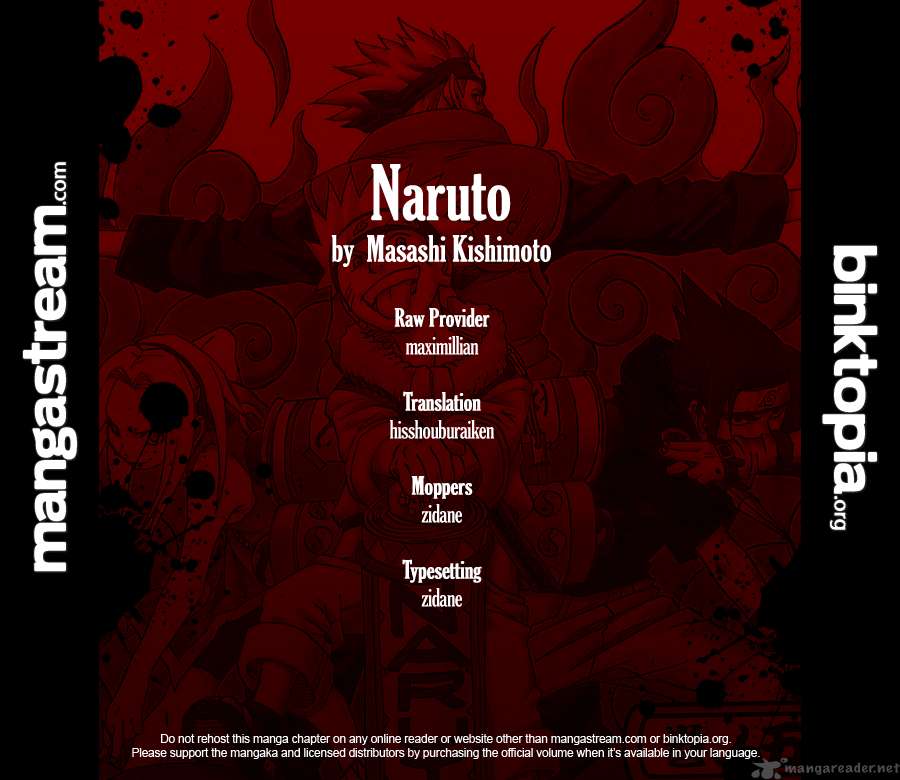 mangastream.com
Naruto
by Masashi Kishimoto
Raw Provider
maximillian
Translation
hisshouburaiken
Moppers
zidane
Typesetting
zidane
NARU
binktopia.org
Do not rehost this manga chapter on any online reader or website other than mangastream.com or binktopia.org.
Please support the mangaka and licensed distributors by purchasing the official volume when it's available in your language.
mangareader.net